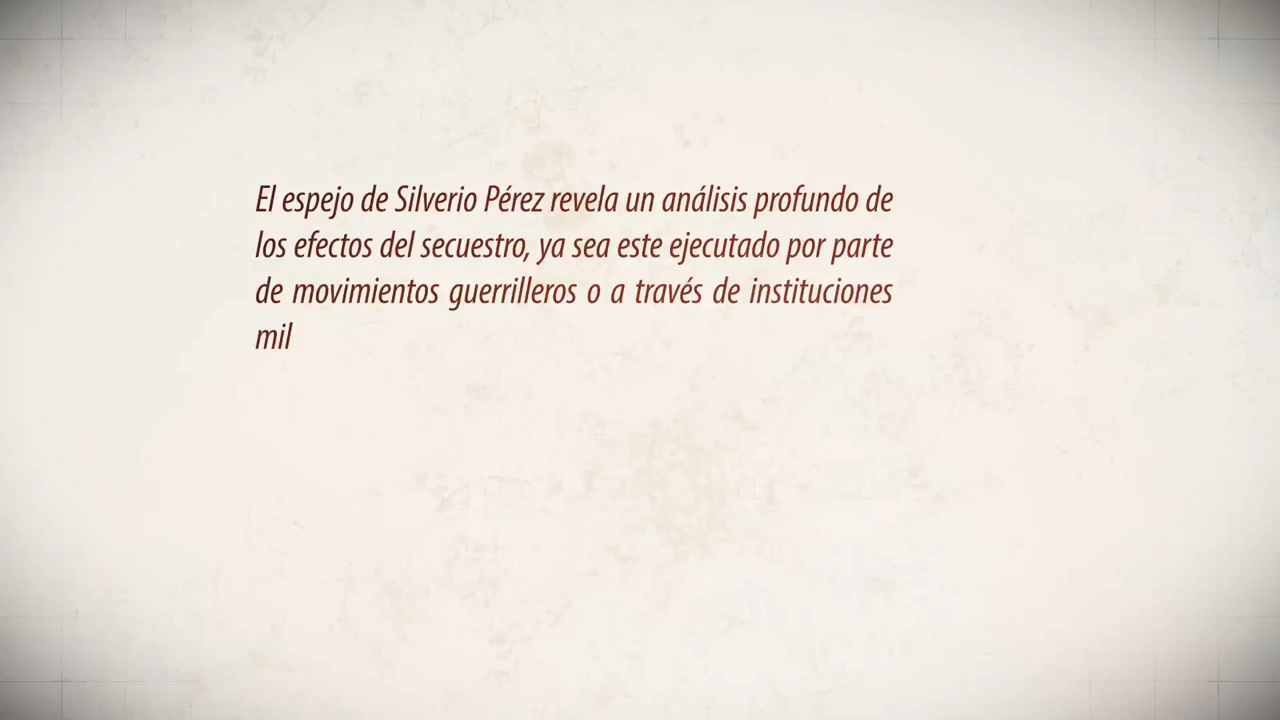 El espejo de Silverio Pérez revela un análisis profundo de
los efectos del secuestro, ya sea este ejecutado por parte
de movimientos guerrilleros o a través de instituciones
mil